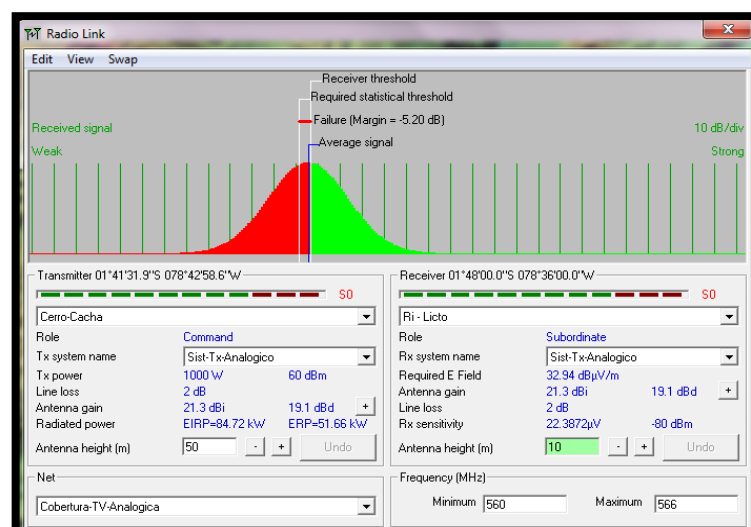 Radio Link
Edit View Swap
Receiver threshold
Required statistical threshold
Failure (Margin = -5.20 dB)
Received signal 10 dB/div
Average signal
Weak Strong
Transmitter 01°41'31.9"S 078°42'58.6"W
S0
Cerro-Cacha
Role Command
Tx system name Sist-Tx-Analogico
Tx power 1000 W 60 dBm
Line loss 2 dB
Antenna gain 21.3 dBi 19.1 dBd +
Radiated power EIRP=84.72 kW ERP=51.66 kW
Antenna height (m) 50 - + Undo
Net
Cobertura-TV-Analogica
Receiver 01°48'00.0"S 078°36'00.0"W
S0
Ri - Licto
Role Subordinate
Rx system name Sist-Tx-Analogico
Required E Field 32.94 dBµV/m
Antenna gain 21.3 dBi 19.1 dBd +
Line loss 2 dB
Rx sensitivity 22.3872µV -80 dBm
Antenna height (m) 10 - + Undo
Frequency (MHz)
Minimum 560 Maximum 566